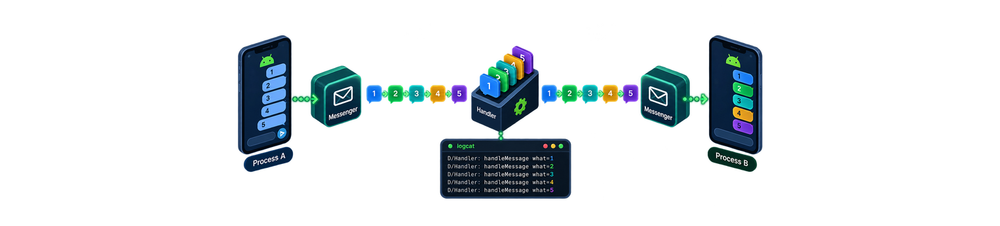 1
2
3
4
5
Process A
Messenger
1 2 3 4 5
5
4
3
2
1
Handler
logcat
D/Handler: handleMessage what=1
D/Handler: handleMessage what=2
D/Handler: handleMessage what=3
D/Handler: handleMessage what=4
D/Handler: handleMessage what=5
1 2 3 4 5
Messenger
1
2
3
4
5
Process B